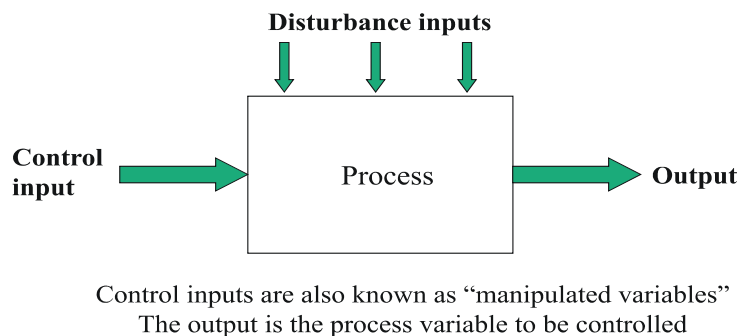 Disturbance inputs
Control
input
Process
Output
Control inputs are also known as “manipulated variables”
The output is the process variable to be controlled